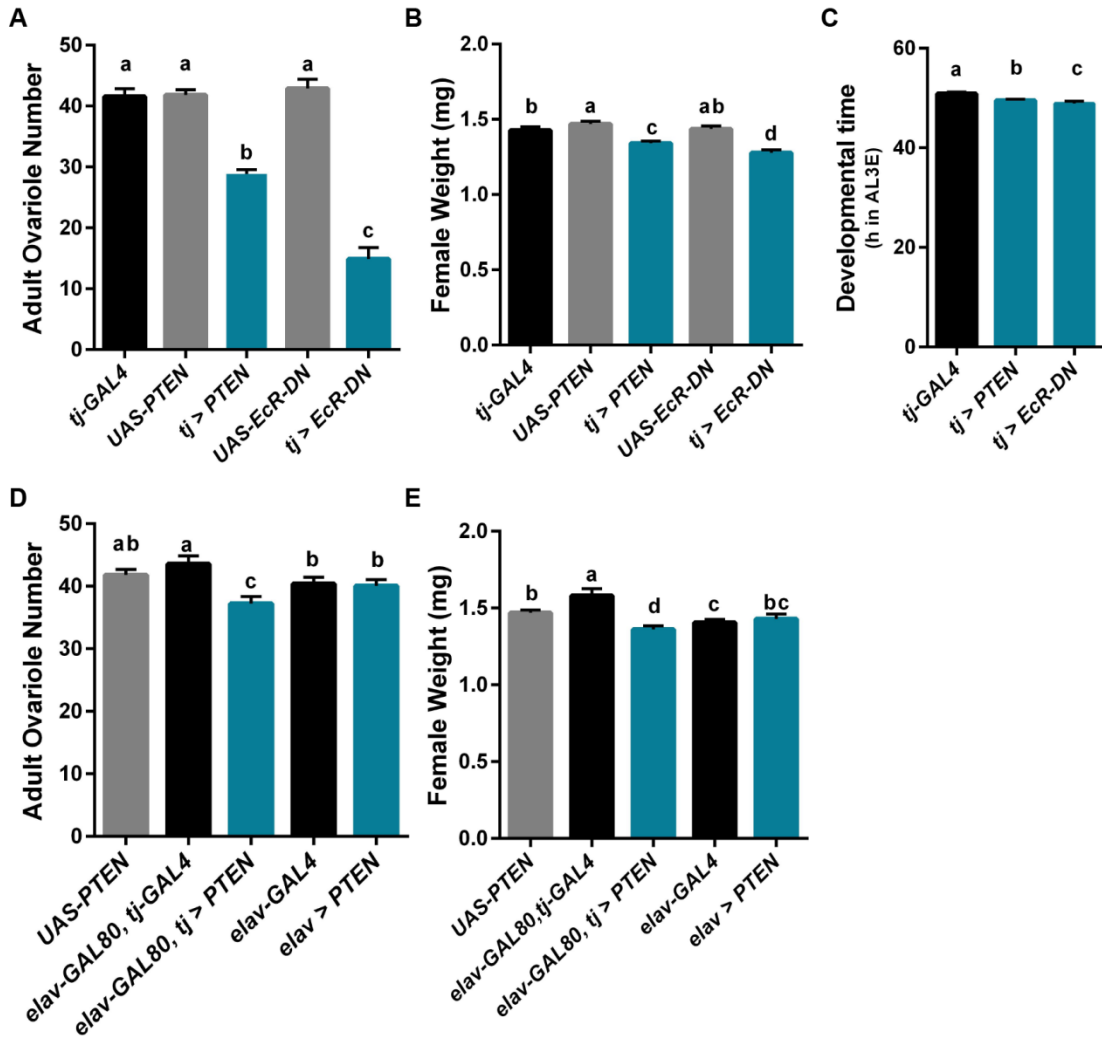 A
Adult Ovariole Number
50
40
30
20
10
0
a
a
b
a
c
tj-GAL4
UAS-PTEN
tj > PTEN
UAS-EcR-DN
tj > EcR-DN
B
Female Weight (mg)
2.0
1.5
1.0
0.5
0.0
b
a
c
ab
d
tj-GAL4
UAS-PTEN
tj > PTEN
UAS-EcR-DN
tj > EcR-DN
C
Developmental time
(h in AL3E)
60
40
20
0
a
b
c
tj-GAL4
tj > PTEN
tj > EcR-DN
D
Adult Ovariole Number
50
40
30
20
10
0
ab
a
c
b
b
UAS-PTEN
elav-GAL80, tj-GAL4
elav-GAL80, tj > PTEN
elav-GAL4
elav > PTEN
E
Female Weight (mg)
2.0
1.5
1.0
0.5
0.0
b
a
d
c
bc
UAS-PTEN
elav-GAL80,tj-GAL4
elav-GAL80, tj > PTEN
elav-GAL4
elav > PTEN